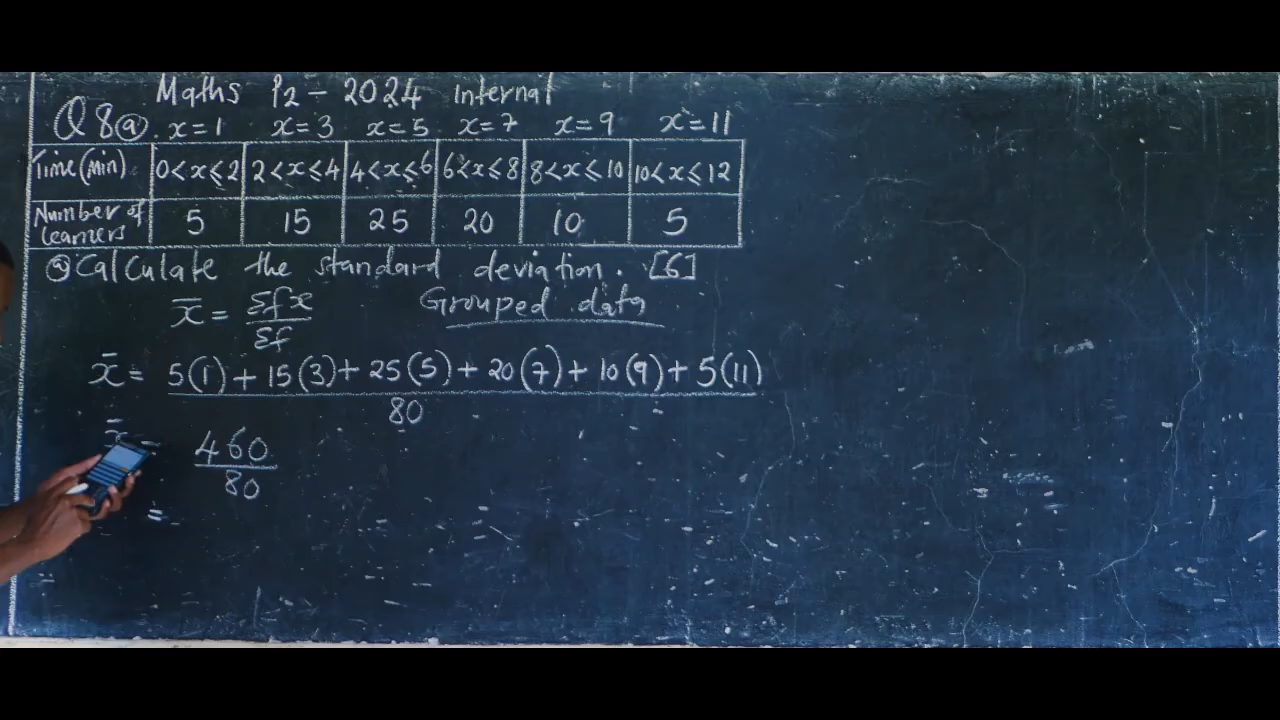 Maths P2 - 2024 internal
Q8(a). x=1 x=3 x=5 x=7 x=9 x=11
Time(Min) 0<x≤2 2<x≤4 4<x≤6 6<x≤8 8<x≤10 10<x≤12
Number of learners 5 15 25 20 10 5
(a) Calculate the standard deviation. [6]
x̄ = Σfx/Σf Grouped data
x̄ = 5(1)+15(3)+25(5)+20(7)+10(9)+5(11)
80
x̄ = 460/80
=